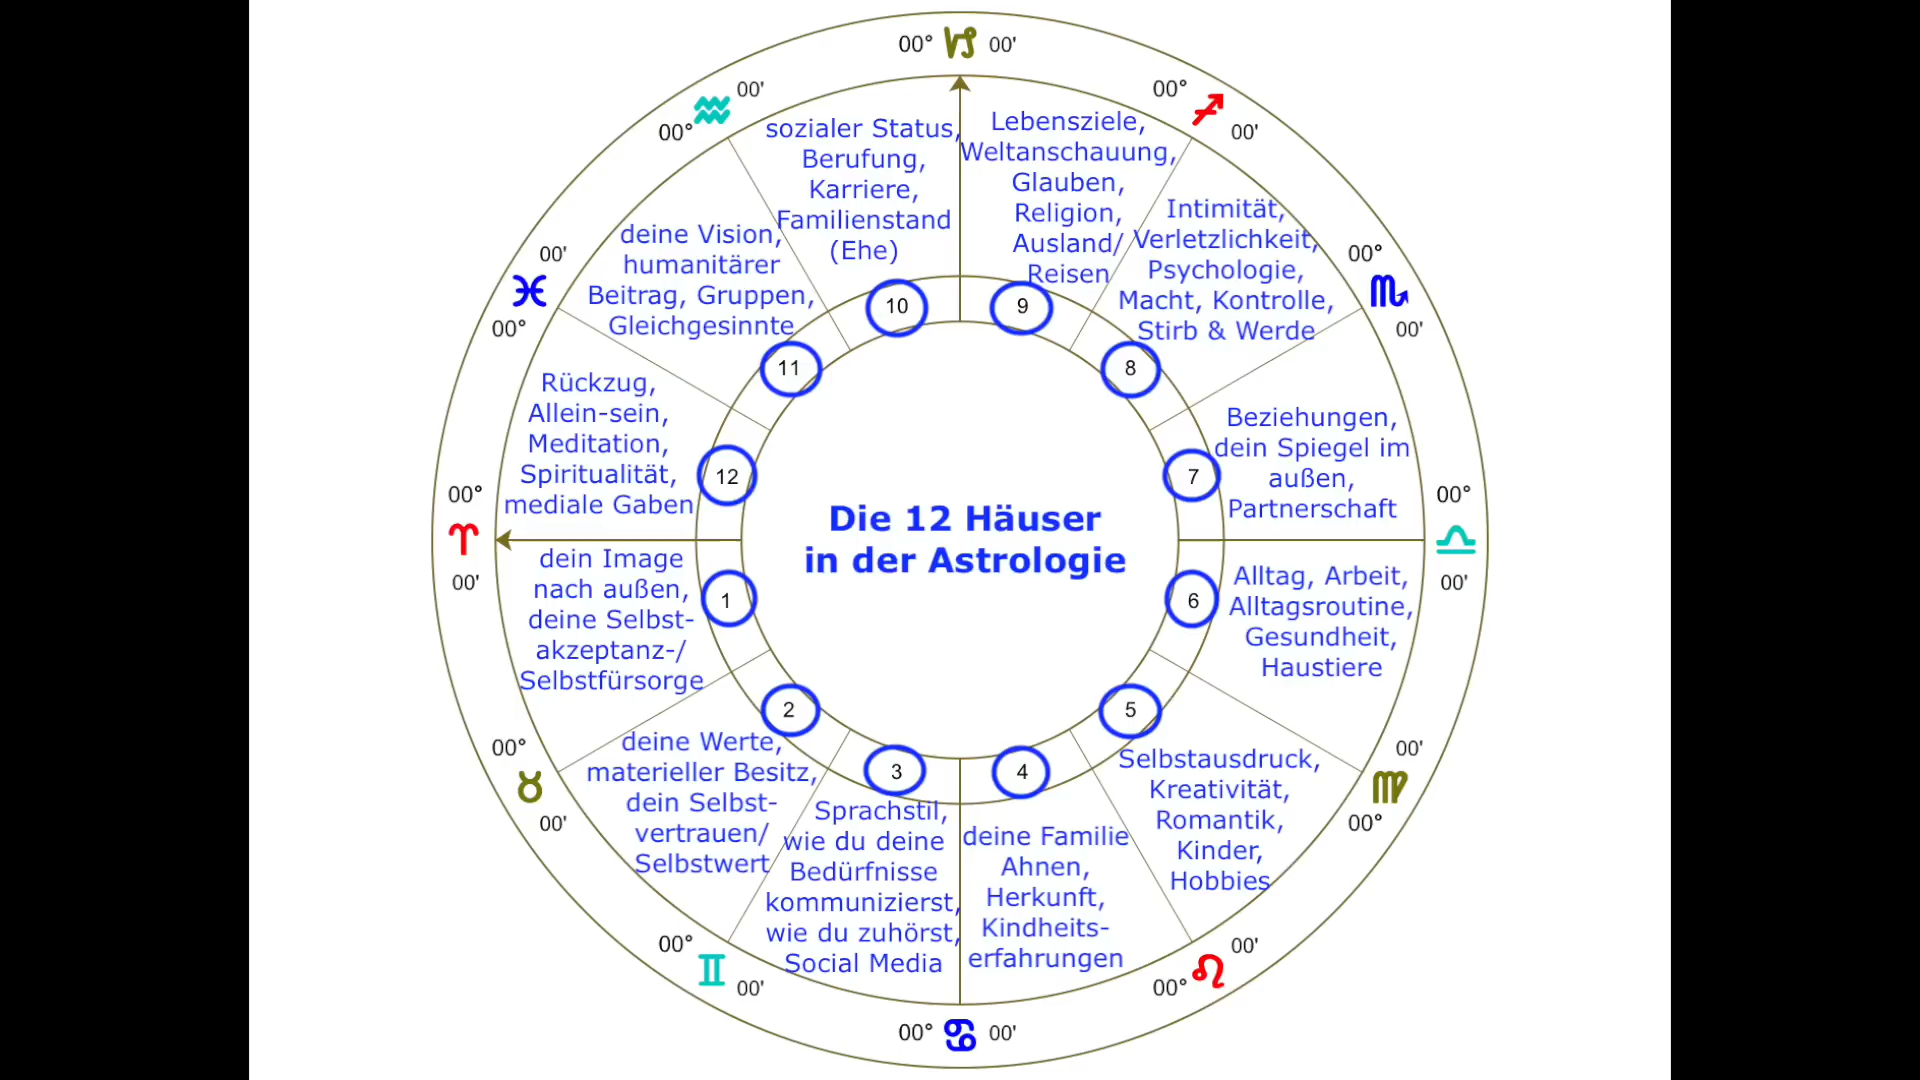 Die 12 Häuser
in der Astrologie
00° ♑ 00'
00° ♐ 00'
00° ♏ 00'
00° ♎ 00'
00' ♍ 00°
00' ♌ 00°
00° ♋ 00'
00° ♊ 00'
00° ♉ 00'
00° ♈ 00'
00' ♓ 00°
00' ♒ 00°
1
dein Image
nach außen,
deine Selbst-
akzeptanz-/
Selbstfürsorge
2
deine Werte,
materieller Besitz,
dein Selbst-
vertrauen/
Selbstwert
3
Sprachstil,
wie du deine
Bedürfnisse
kommunizierst,
wie du zuhörst,
Social Media
4
deine Familie
Ahnen,
Herkunft,
Kindheits-
erfahrungen
5
Selbstausdruck,
Kreativität,
Romantik,
Kinder,
Hobbies
6
Alltag, Arbeit,
Alltagsroutine,
Gesundheit,
Haustiere
7
Beziehungen,
dein Spiegel im
außen,
Partnerschaft
8
Intimität,
Verletzlichkeit,
Psychologie,
Macht, Kontrolle,
Stirb & Werde
9
Lebensziele,
Weltanschauung,
Glauben,
Religion,
Ausland/
Reisen
10
sozialer Status,
Berufung,
Karriere,
Familienstand
(Ehe)
11
deine Vision,
humanitärer
Beitrag, Gruppen,
Gleichgesinnte
12
Rückzug,
Allein-sein,
Meditation,
Spiritualität,
mediale Gaben